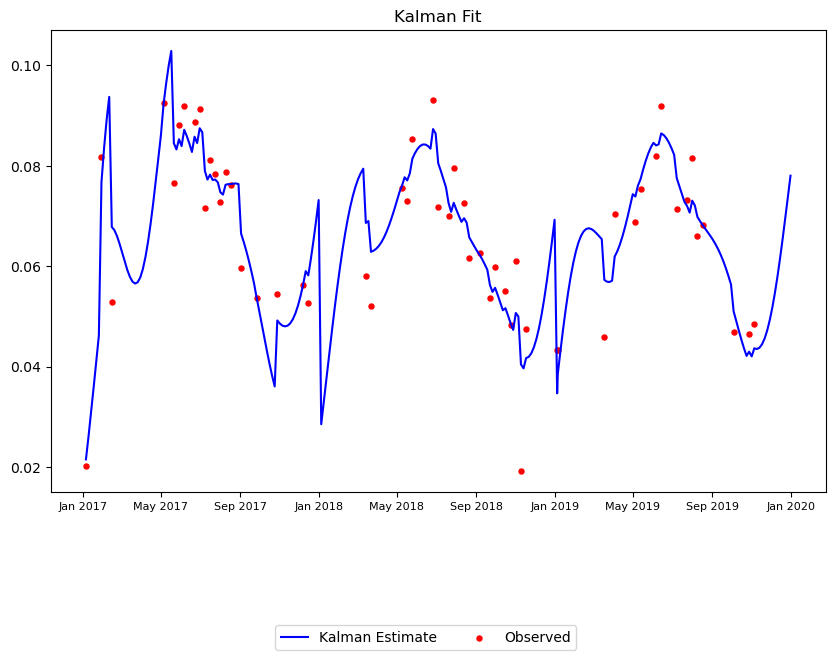 Kalman Fit
0.10
0.08
0.06
0.04
0.02
Jan 2017 May 2017 Sep 2017 Jan 2018 May 2018 Sep 2018 Jan 2019 May 2019 Sep 2019 Jan 2020
Kalman Estimate Observed